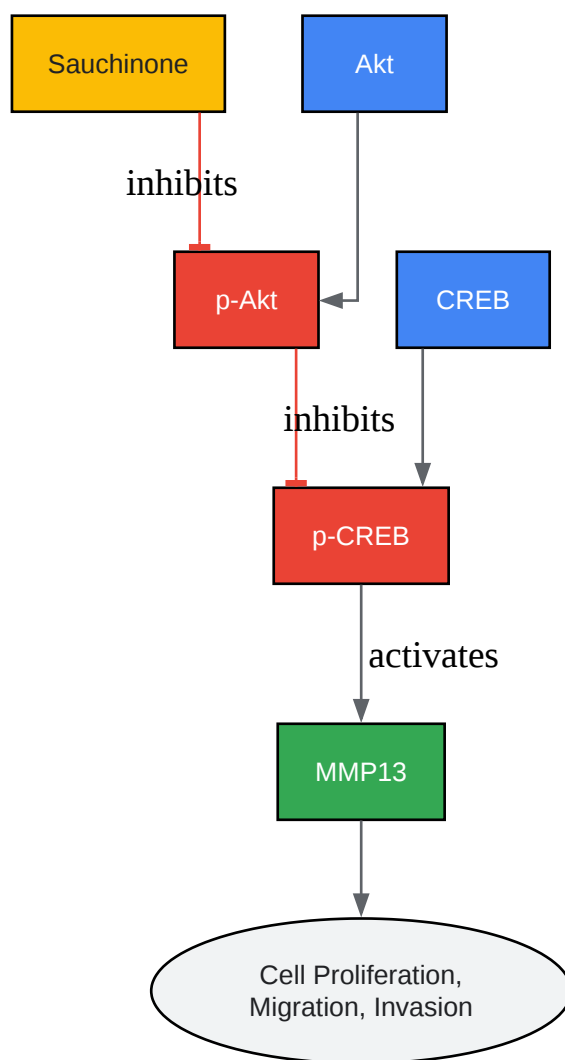 Sauchinone
Akt
inhibits
p-Akt
CREB
inhibits
p-CREB
activates
MMP13
Cell Proliferation,
Migration, Invasion